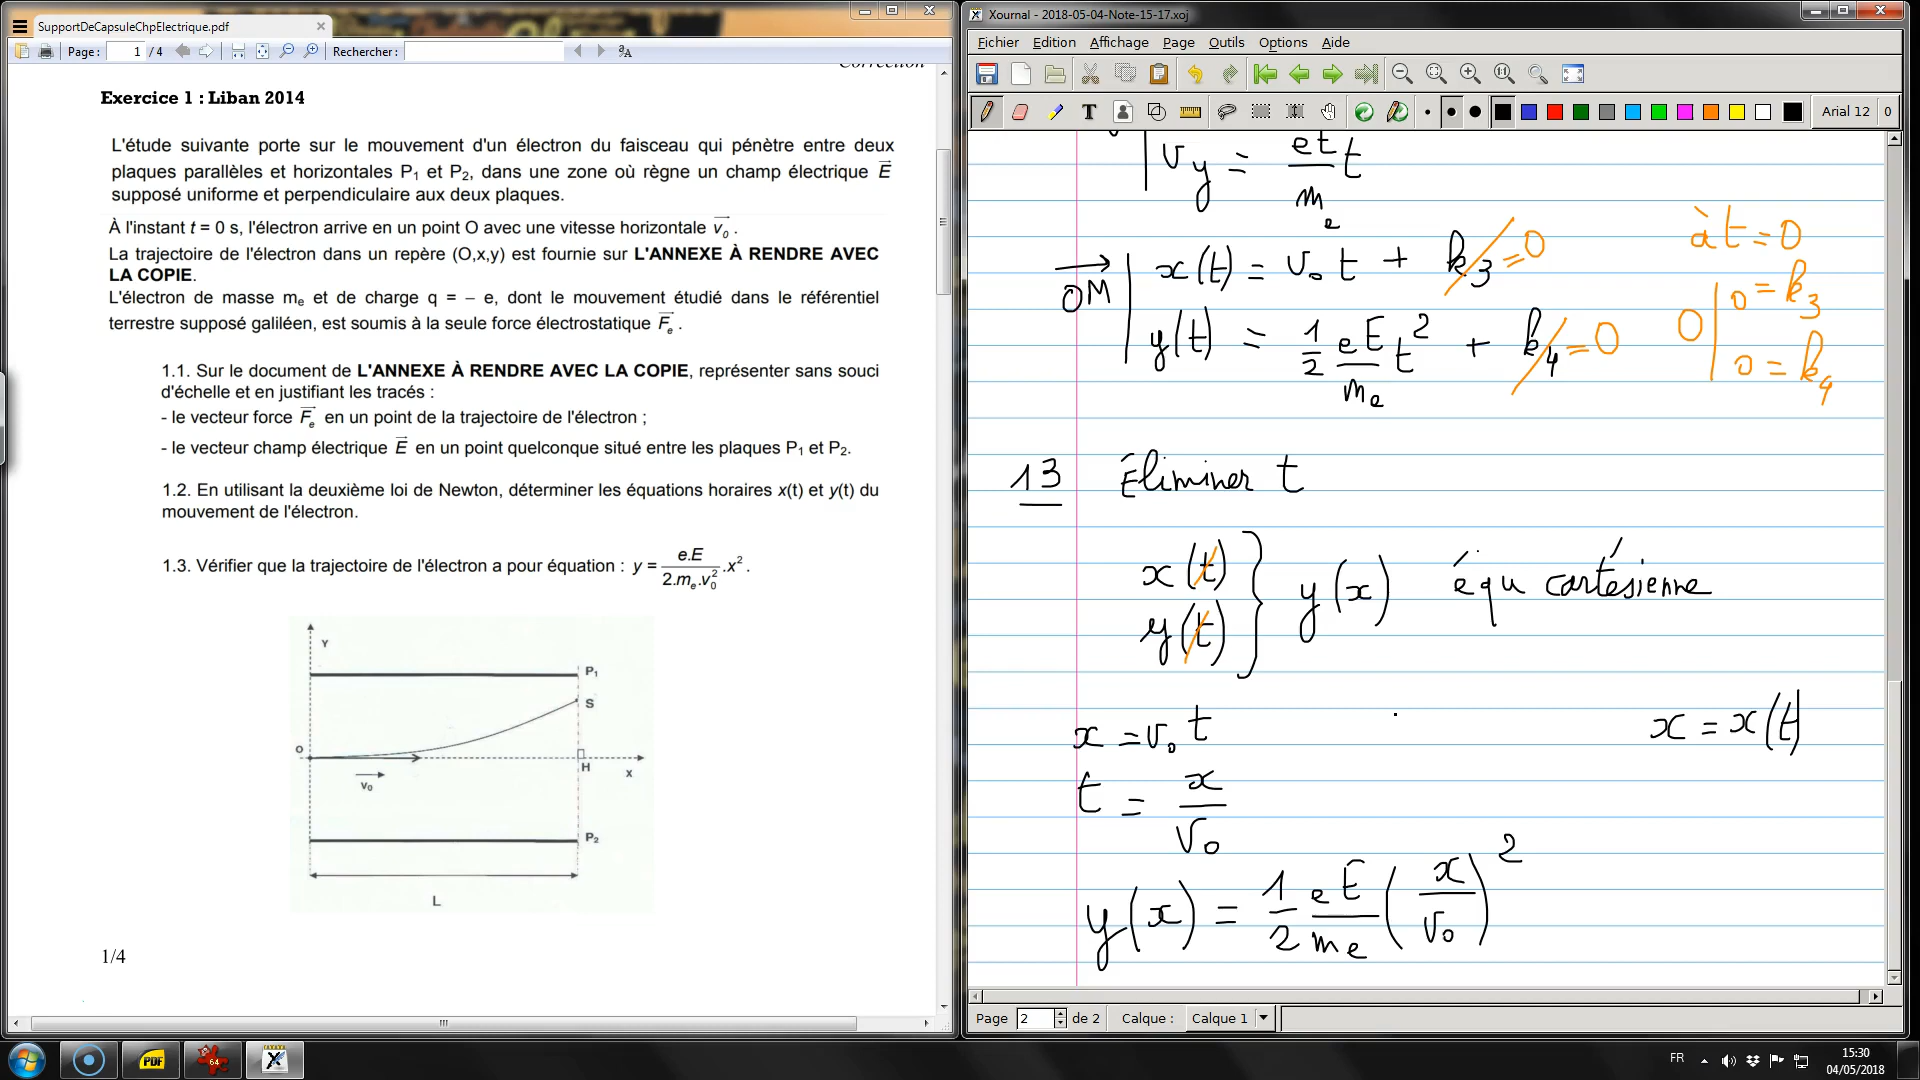 SupportDeCapsuleChpElectrique.pdf
Page : 1 / 4 Rechercher :
Correction
Exercice 1 : Liban 2014
L'étude suivante porte sur le mouvement d'un électron du faisceau qui pénètre entre deux
plaques parallèles et horizontales P1 et P2, dans une zone où règne un champ électrique E
supposé uniforme et perpendiculaire aux deux plaques.
À l'instant t = 0 s, l'électron arrive en un point O avec une vitesse horizontale v0 .
La trajectoire de l'électron dans un repère (O,x,y) est fournie sur L'ANNEXE À RENDRE AVEC
LA COPIE.
L'électron de masse me et de charge q = – e, dont le mouvement étudié dans le référentiel
terrestre supposé galiléen, est soumis à la seule force électrostatique Fe .
1.1. Sur le document de L'ANNEXE À RENDRE AVEC LA COPIE, représenter sans souci
d'échelle et en justifiant les tracés :
- le vecteur force Fe en un point de la trajectoire de l'électron ;
- le vecteur champ électrique E en un point quelconque situé entre les plaques P1 et P2.
1.2. En utilisant la deuxième loi de Newton, déterminer les équations horaires x(t) et y(t) du
mouvement de l'électron.
1.3. Vérifier que la trajectoire de l'électron a pour équation : y = e.E / 2.me.v0² .x² .
Y
P1
S
O
H
X
v0
P2
L
1/4
Xournal - 2018-05-04-Note-15-17.xoj
Fichier Edition Affichage Page Outils Options Aide
Arial 12 0
vy = eE/me t
OM x(t) = v0 t + k3 = 0
y(t) = 1/2 eE/me t² + k4 = 0
à t = 0
0 | 0 = k3
0 = k4
13 Éliminer t
x(t)
y(t) } y(x) équ cartésienne
x = v0 t
x = x(t)
t = x/v0
y(x) = 1/2 eE/me (x/v0)²
Page 2 de 2 Calque : Calque 1
FR
15:30
04/05/2018